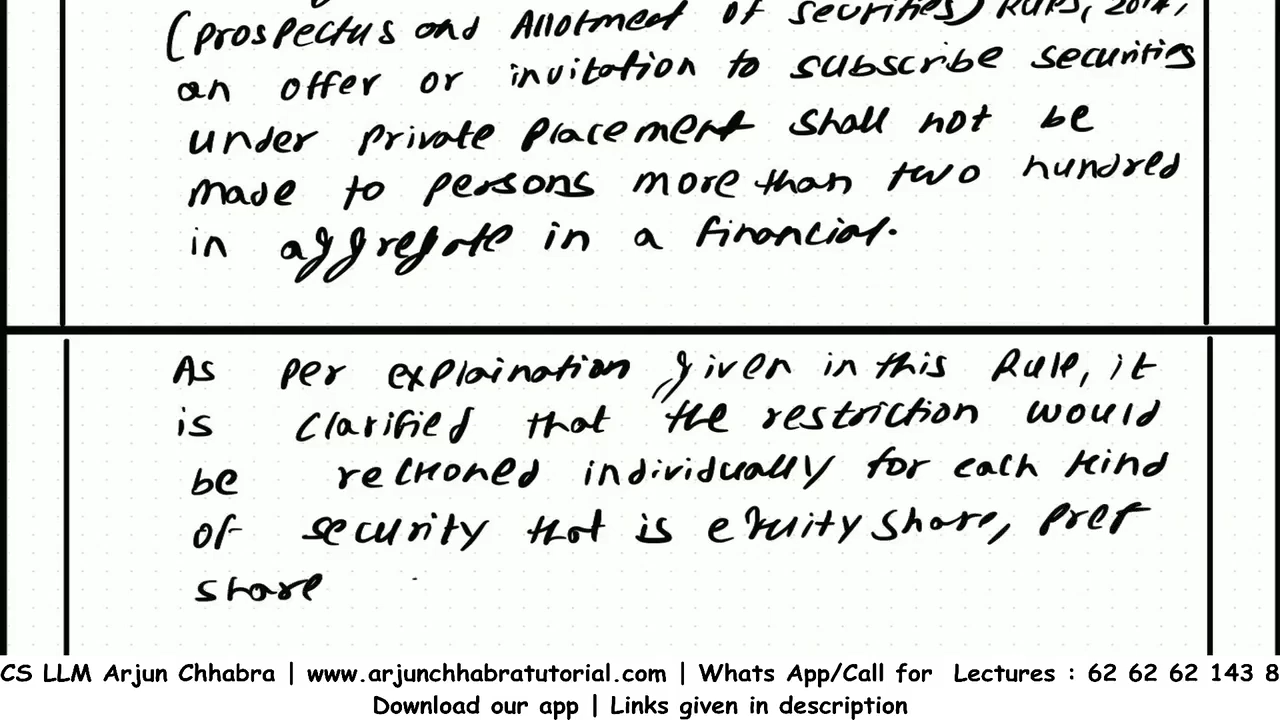 (Prospectus and Allotment of Securities) Rules, 2014,
an offer or invitation to subscribe securities
under private placement shall not be
made to persons more than two hundred
in aggregate in a financial.
As per explaination given in this Rule, it
is clarified that the restriction would
be reckoned individually for each kind
of security that is equity share, pref
share
CS LLM Arjun Chhabra | www.arjunchhabratutorial.com | Whats App/Call for Lectures : 62 62 62 143 8
Download our app | Links given in description